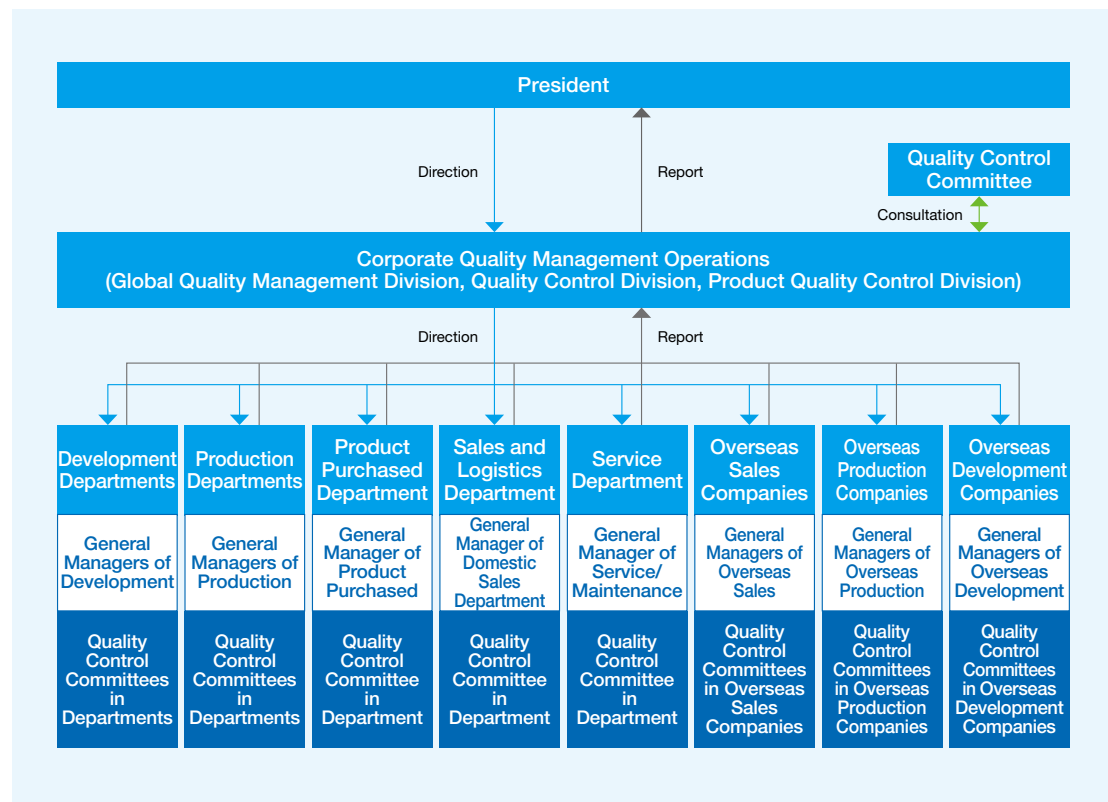 President
Direction
Report
Quality Control
Committee
Consultation
Corporate Quality Management Operations
(Global Quality Management Division, Quality Control Division, Product Quality Control Division)
Direction
Report
Development
Departments
Production
Departments
Product
Purchased
Department
Sales and
Logistics
Department
Service
Department
Overseas
Sales
Companies
Overseas
Production
Companies
Overseas
Development
Companies
General
Managers of
Development
General
Managers of
Production
General
Manager of
Product
Purchased
General
Manager of
Domestic
Sales
Department
General
Manager of
Service/
Maintenance
General
Managers of
Overseas
Sales
General
Managers of
Overseas
Production
General
Managers of
Overseas
Development
Quality
Control
Committees
in
Departments
Quality
Control
Committees
in
Departments
Quality
Control
Committee
in
Department
Quality
Control
Committee
in
Department
Quality
Control
Committee
in
Department
Quality
Control
Committees
in Overseas
Sales
Companies
Quality
Control
Committees
in Overseas
Production
Companies
Quality
Control
Committees
in Overseas
Development
Companies